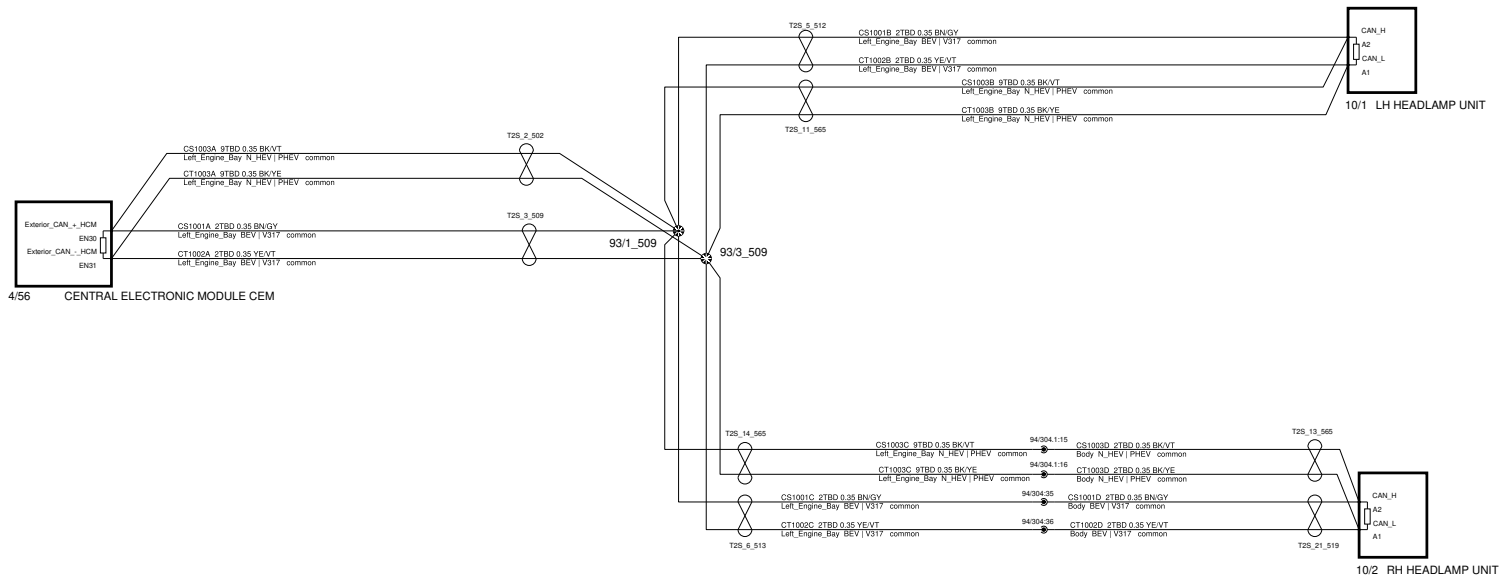 T2S_5_512
CS1001B 2TBD 0.35 BN/GY
Left_Engine_Bay BEV | V317 common
CT1002B 2TBD 0.35 YE/VT
Left_Engine_Bay BEV | V317 common
CS1003B 9TBD 0.35 BK/VT
Left_Engine_Bay N_HEV | PHEV common
CT1003B 9TBD 0.35 BK/YE
Left_Engine_Bay N_HEV | PHEV common
T2S_11_565
CAN_H
A2
CAN_L
A1
10/1 LH HEADLAMP UNIT
T2S_2_502
CS1003A 9TBD 0.35 BK/VT
Left_Engine_Bay N_HEV | PHEV common
CT1003A 9TBD 0.35 BK/YE
Left_Engine_Bay N_HEV | PHEV common
T2S_3_509
CS1001A 2TBD 0.35 BN/GY
Left_Engine_Bay BEV | V317 common
CT1002A 2TBD 0.35 YE/VT
Left_Engine_Bay BEV | V317 common
Exterior_CAN_+_HCM
EN30
Exterior_CAN_-_HCM
EN31
4/56 CENTRAL ELECTRONIC MODULE CEM
93/1_509
93/3_509
T2S_14_565
CS1003C 9TBD 0.35 BK/VT
Left_Engine_Bay N_HEV | PHEV common
94/304.1:15
CS1003D 2TBD 0.35 BK/VT
Body N_HEV | PHEV common
T2S_13_565
CT1003C 9TBD 0.35 BK/YE
Left_Engine_Bay N_HEV | PHEV common
94/304.1:16
CT1003D 2TBD 0.35 BK/YE
Body N_HEV | PHEV common
CS1001C 2TBD 0.35 BN/GY
Left_Engine_Bay BEV | V317 common
94/304:35
CS1001D 2TBD 0.35 BN/GY
Body BEV | V317 common
CT1002C 2TBD 0.35 YE/VT
Left_Engine_Bay BEV | V317 common
94/304:36
CT1002D 2TBD 0.35 YE/VT
Body BEV | V317 common
T2S_6_513
T2S_21_519
CAN_H
A2
CAN_L
A1
10/2 RH HEADLAMP UNIT